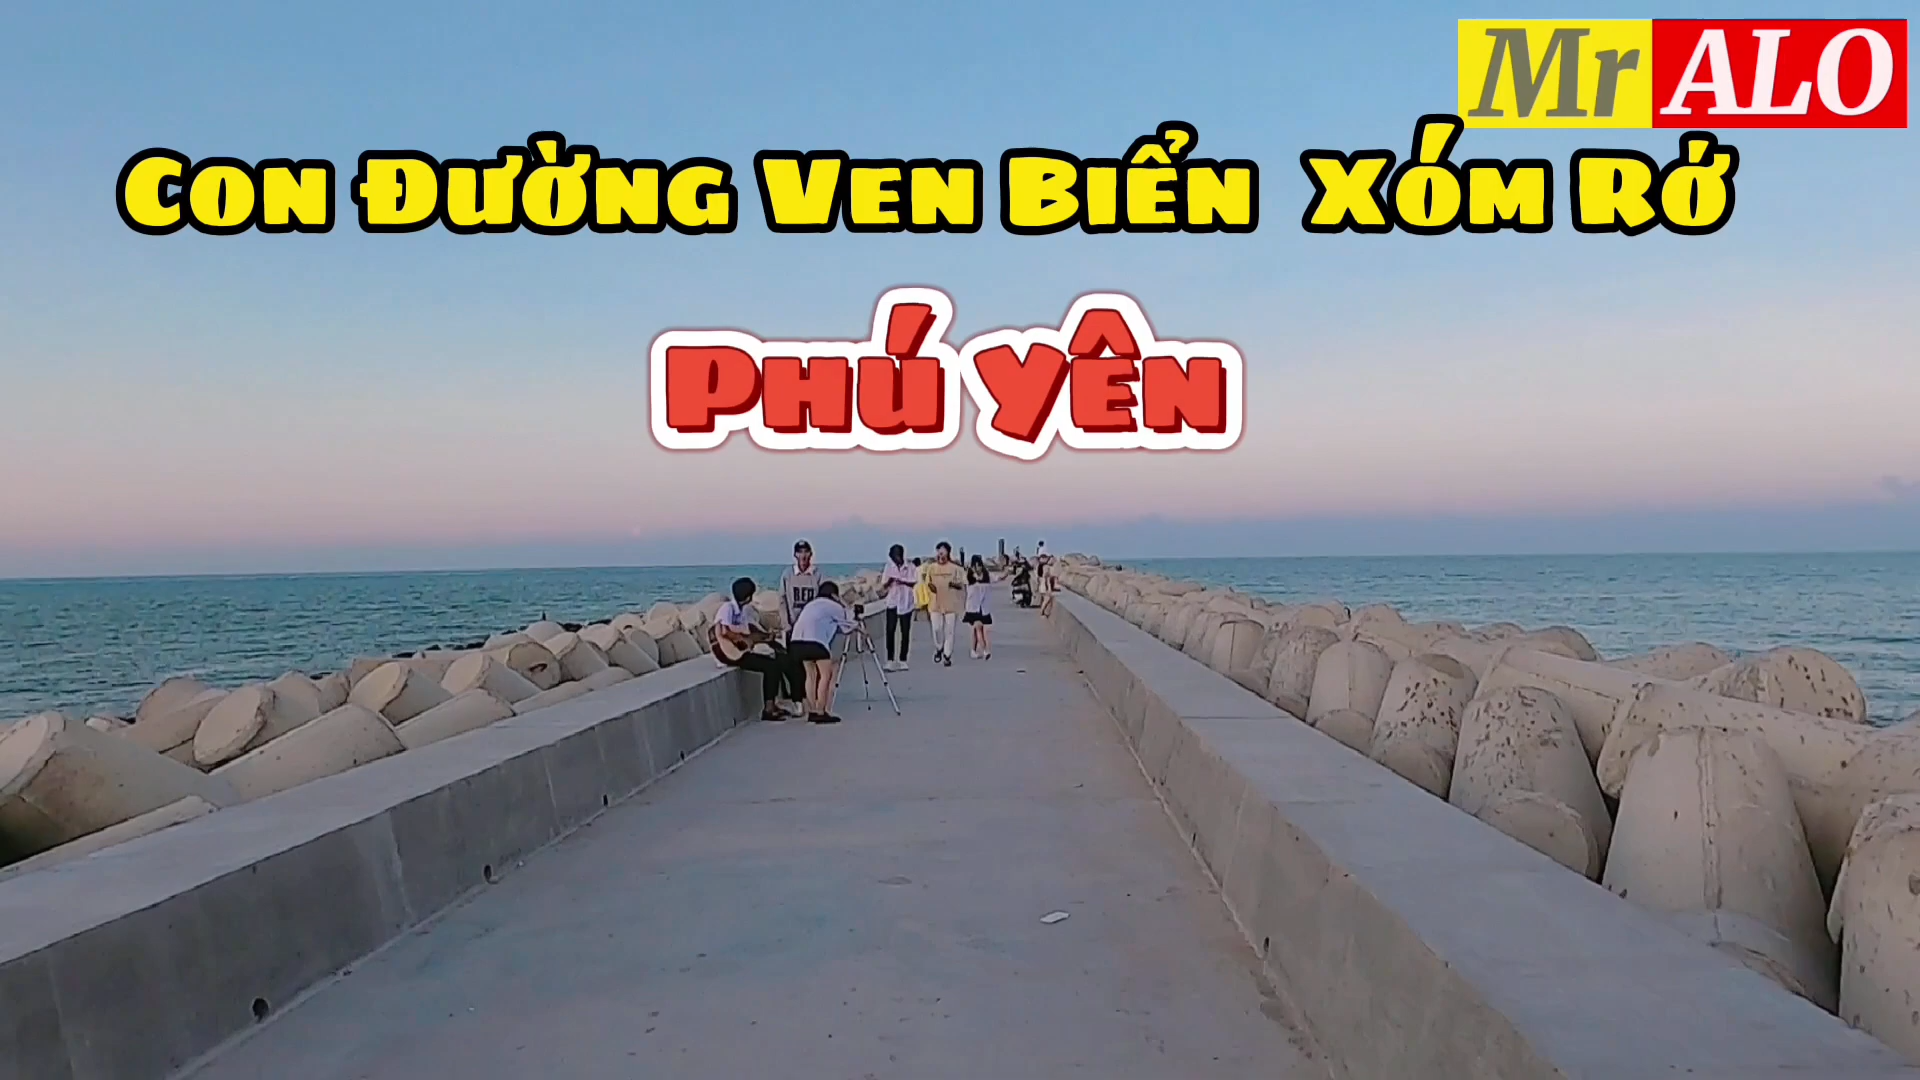 Mr ALO
Con Đường Ven Biển Xóm Rớ
Phú Yên